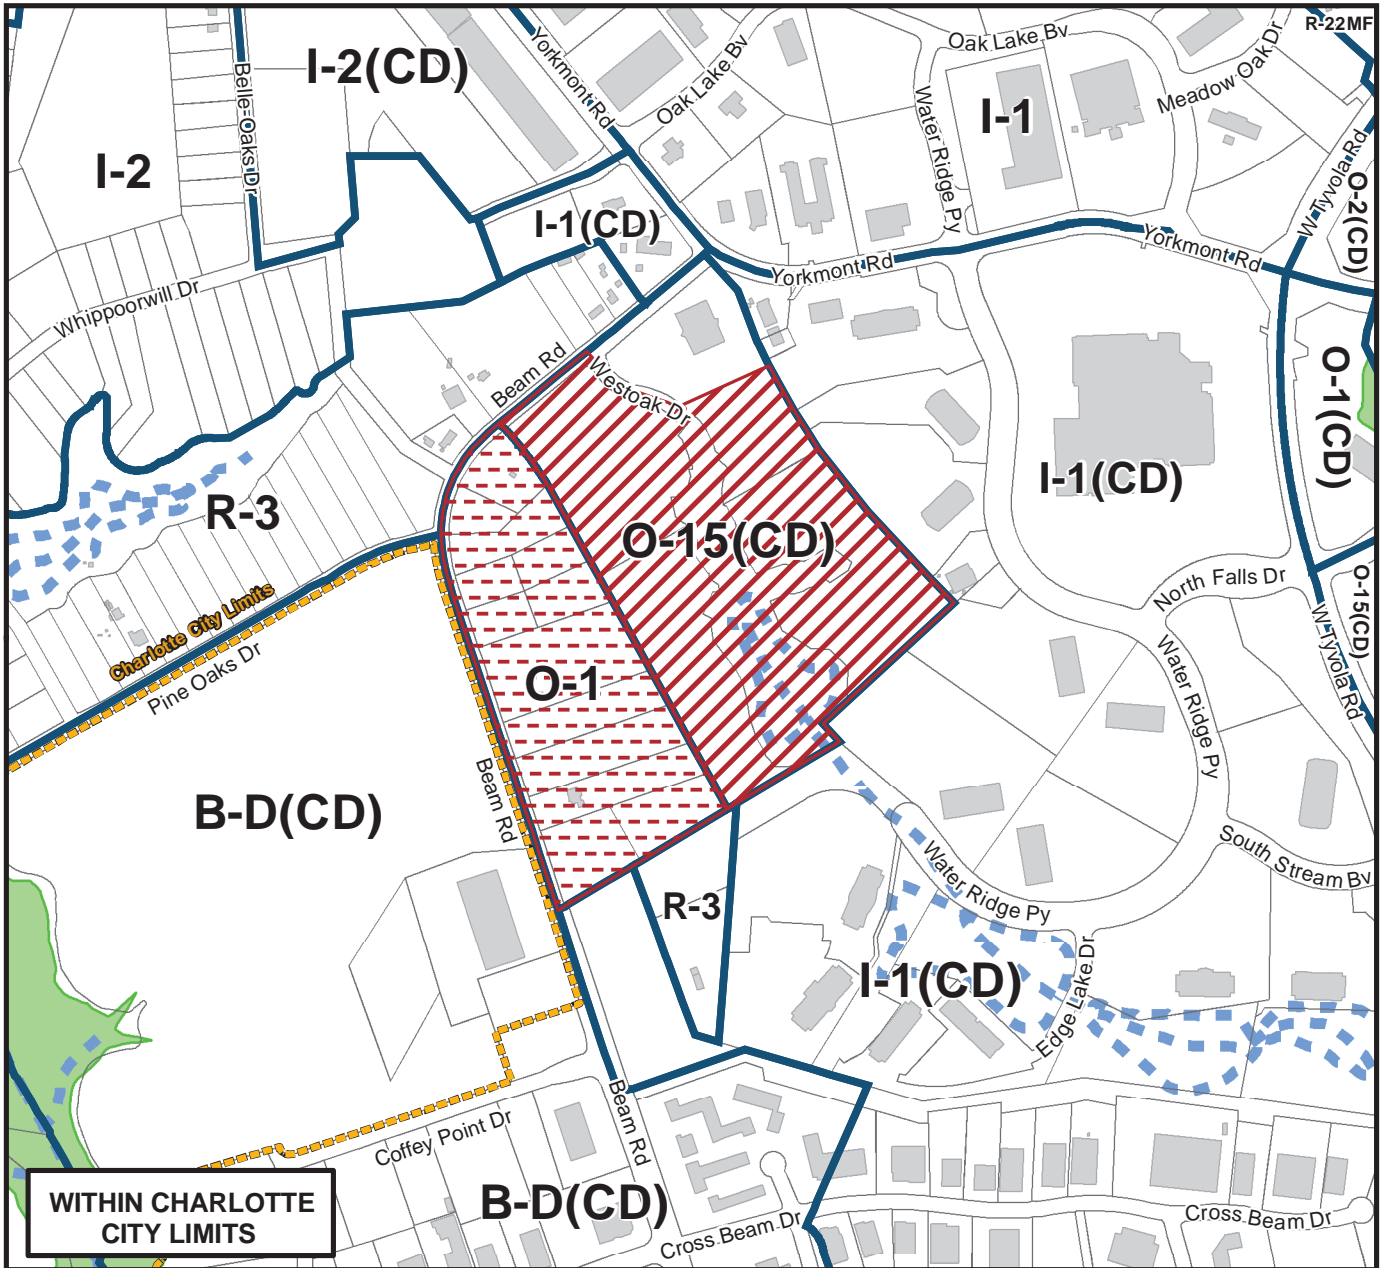 R-22MF
Oak Lake Bv
Yorkmont Rd
I-2(CD)
Belle Oaks Dr
Oak Lake Bv
Meadow Oak Dr
Water Ridge Py
I-1
I-2
W Tyvola Rd
O-2(CD)
I-1(CD)
Yorkmont Rd
Yorkmont Rd
Whippoorwill Dr
Beam Rd
Westoak Dr
O-1(CD)
I-1(CD)
R-3
O-15(CD)
North Falls Dr
O-15(CD)
Charlotte City Limits
Pine Oaks Dr
W Tyvola Rd
Water Ridge Py
O-1
Beam Rd
B-D(CD)
South Stream Bv
Water Ridge Py
R-3
I-1(CD)
Edge Lake Dr
Beam Rd
Coffey Point Dr
B-D(CD)
Cross Beam Dr
Cross Beam Dr
WITHIN CHARLOTTE
CITY LIMITS